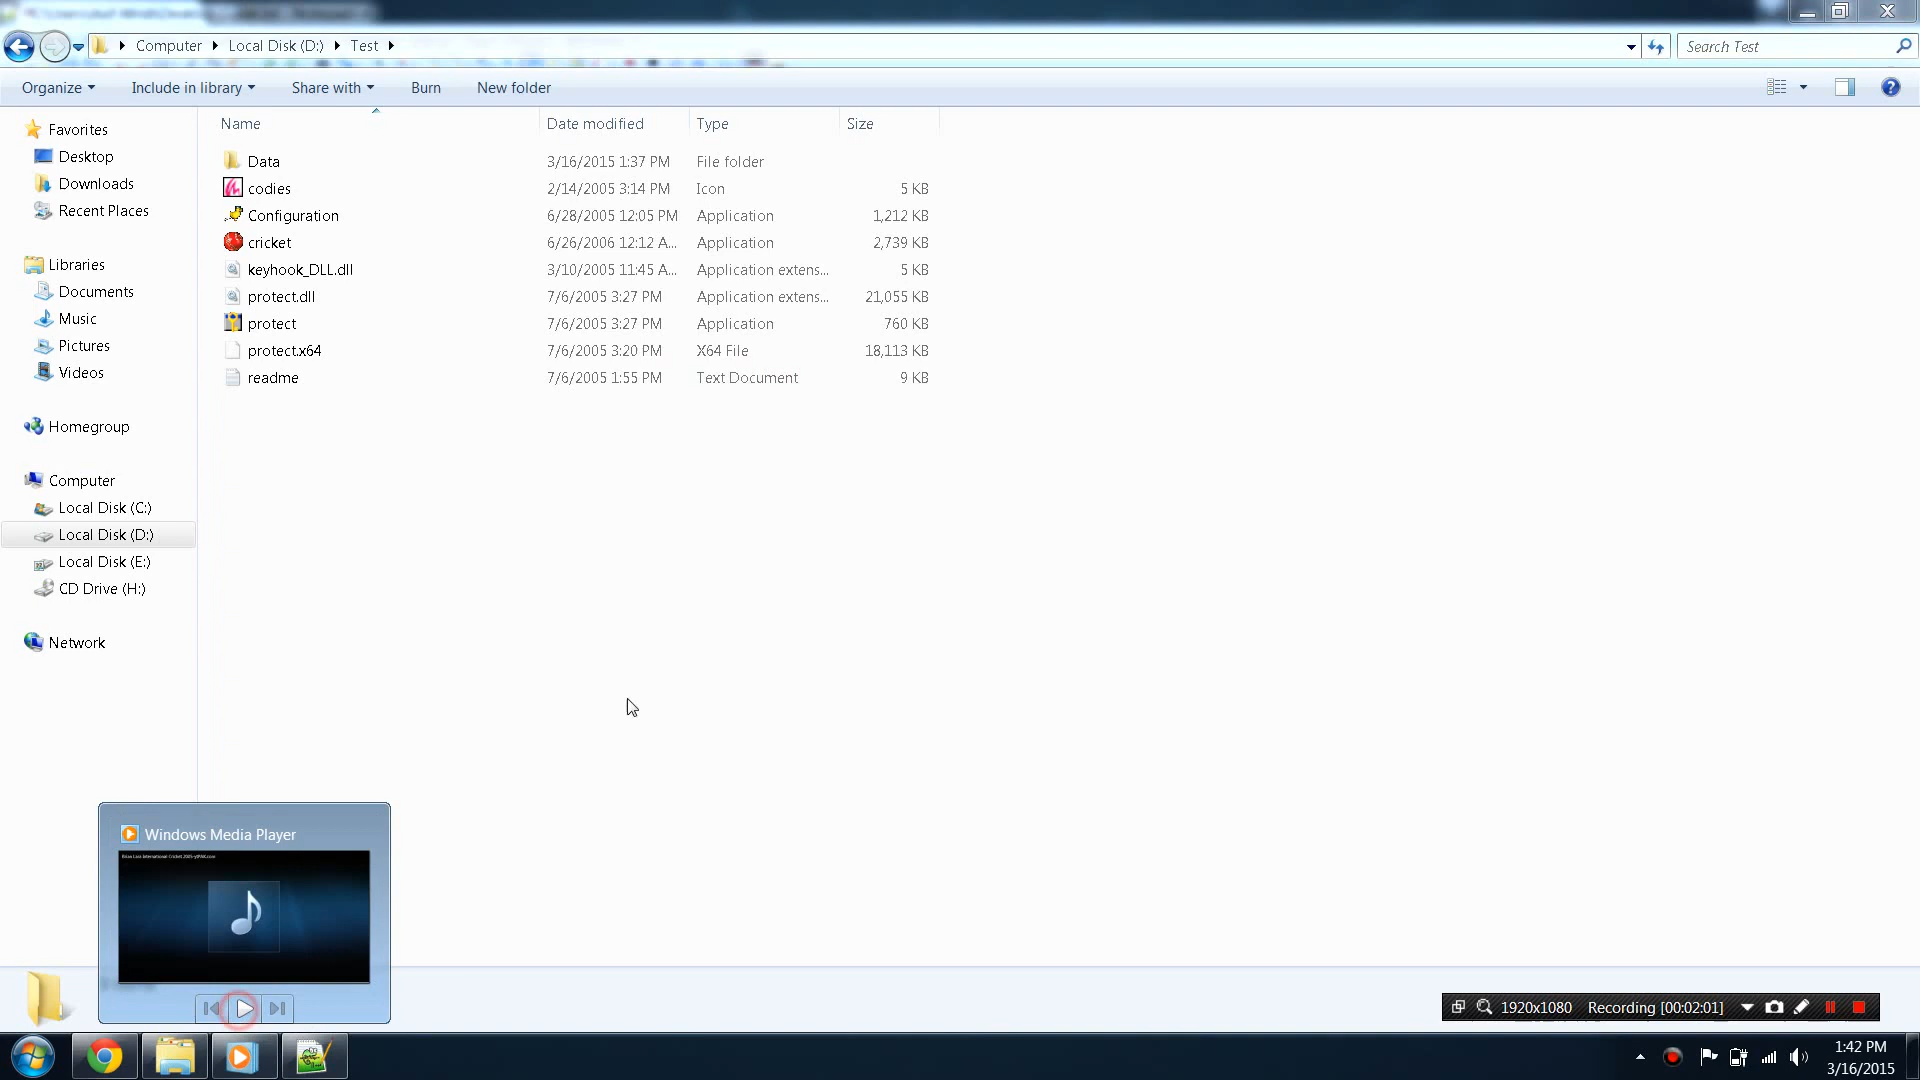 Computer Local Disk (D:) Test
Search Test
Organize Include in library Share with Burn New folder
Name Date modified Type Size
Favorites
Desktop
Downloads
Recent Places
Libraries
Documents
Music
Pictures
Videos
Homegroup
Computer
Local Disk (C:)
Local Disk (D:)
Local Disk (E:)
CD Drive (H:)
Network
Data 3/16/2015 1:37 PM File folder
codies 2/14/2005 3:14 PM Icon 5 KB
Configuration 6/28/2005 12:05 PM Application 1,212 KB
cricket 6/26/2006 12:12 A... Application 2,739 KB
keyhook_DLL.dll 3/10/2005 11:45 A... Application extens... 5 KB
protect.dll 7/6/2005 3:27 PM Application extens... 21,055 KB
protect 7/6/2005 3:27 PM Application 760 KB
protect.x64 7/6/2005 3:20 PM X64 File 18,113 KB
readme 7/6/2005 1:55 PM Text Document 9 KB
Windows Media Player
1920x1080 Recording [00:02:01]
1:42 PM
3/16/2015